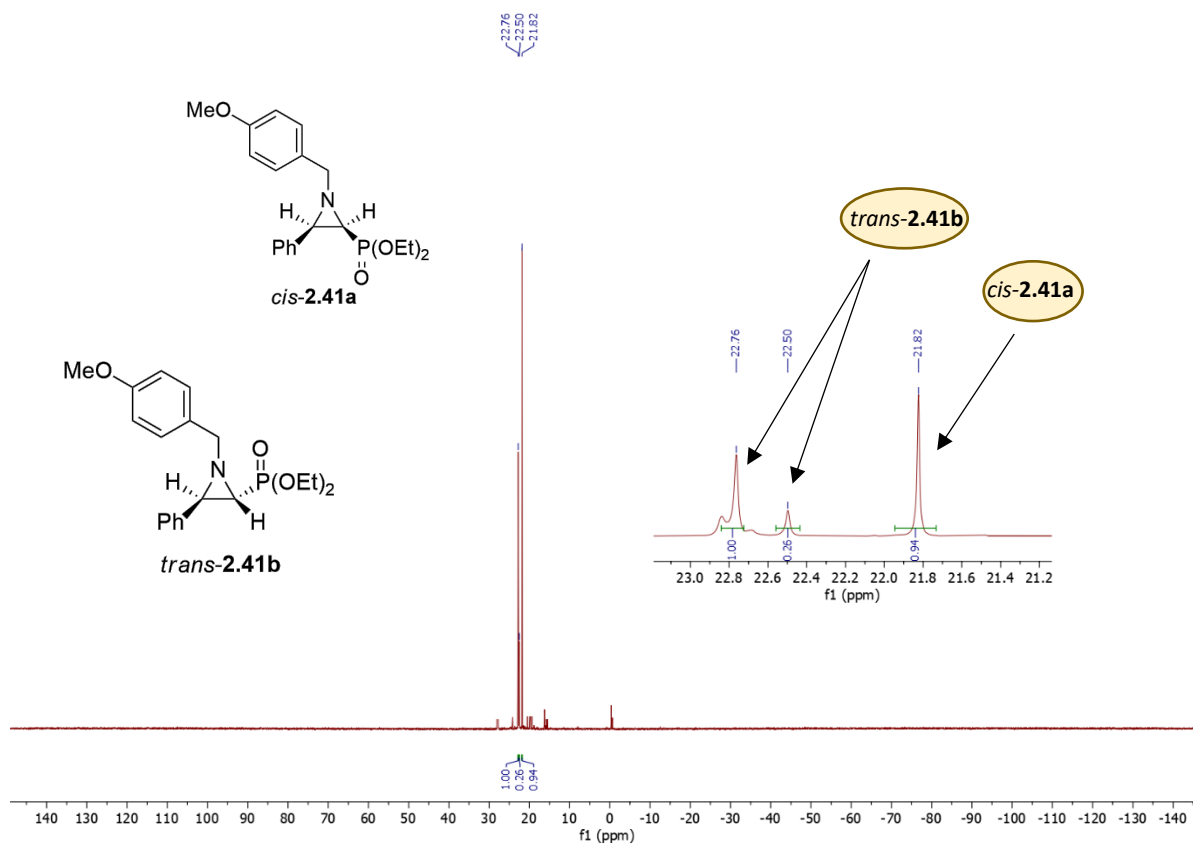 22.76
22.50
21.82
MeO
N
H
H
Ph
P(OEt)2
O
cis-2.41a
MeO
O
N
P(OEt)2
H
Ph
H
trans-2.41b
trans-2.41b
cis-2.41a
22.76
22.50
21.82
1.00
0.26
0.94
23.0 22.8 22.6 22.4 22.2 22.0 21.8 21.6 21.4 21.2
f1 (ppm)
1.00
0.26
0.94
140 130 120 110 100 90 80 70 60 50 40 30 20 10 0 -10 -20 -30 -40 -50 -60 -70 -80 -90 -100 -110 -120 -130 -140
f1 (ppm)